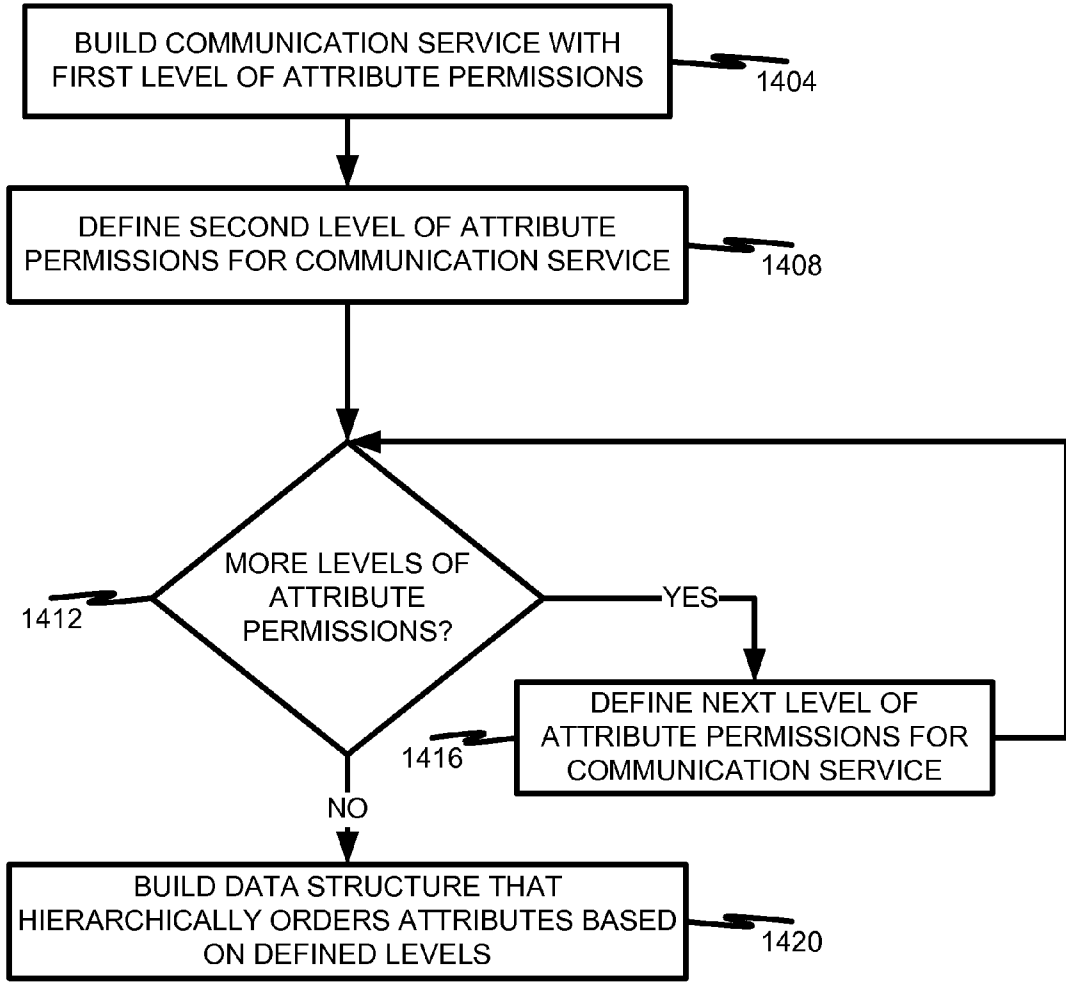 BUILD COMMUNICATION SERVICE WITH
FIRST LEVEL OF ATTRIBUTE PERMISSIONS
1404
DEFINE SECOND LEVEL OF ATTRIBUTE
PERMISSIONS FOR COMMUNICATION SERVICE
1408
MORE LEVELS OF
ATTRIBUTE
PERMISSIONS?
1412
YES
DEFINE NEXT LEVEL OF
ATTRIBUTE PERMISSIONS FOR
COMMUNICATION SERVICE
1416
NO
BUILD DATA STRUCTURE THAT
HIERARCHICALLY ORDERS ATTRIBUTES BASED
ON DEFINED LEVELS
1420